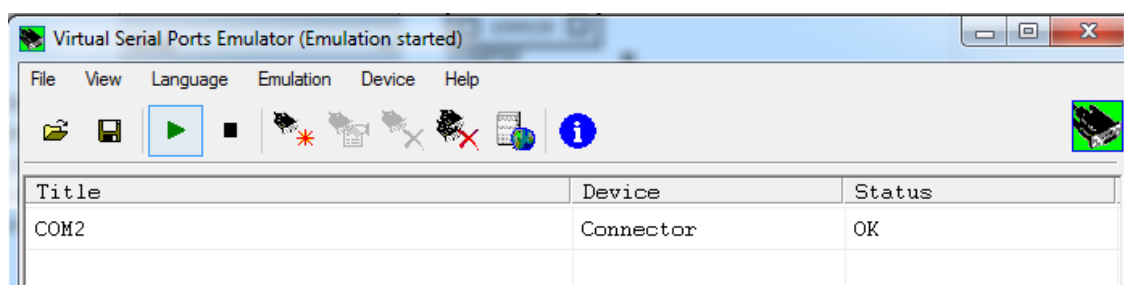 Virtual Serial Ports Emulator (Emulation started)
File View Language Emulation Device Help
Title Device Status
COM2 Connector OK